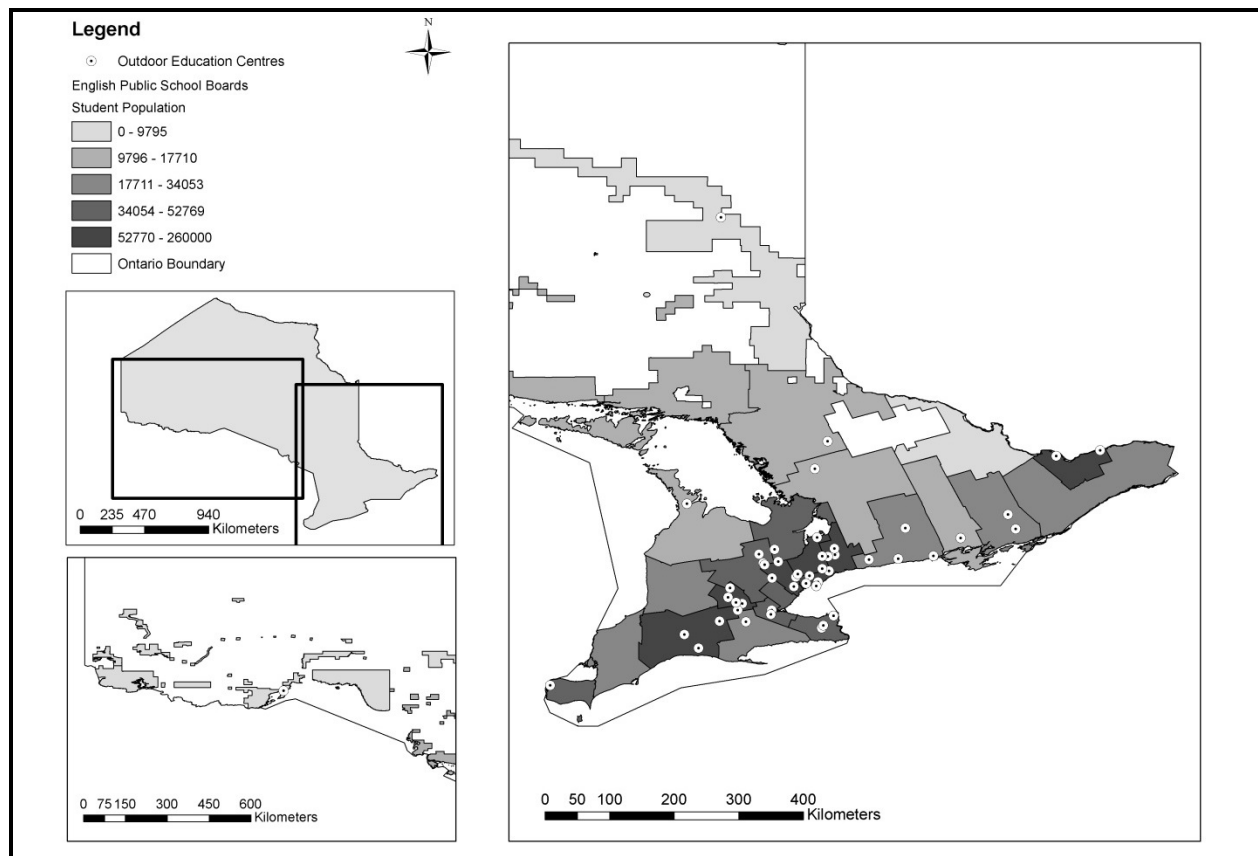 Legend
N
Outdoor Education Centres
English Public School Boards
Student Population
0 - 9795
9796 - 17710
17711 - 34053
34054 - 52769
52770 - 260000
Ontario Boundary
0 235 470 940
Kilometers
0 75 150 300 450 600
Kilometers
0 50 100 200 300 400
Kilometers